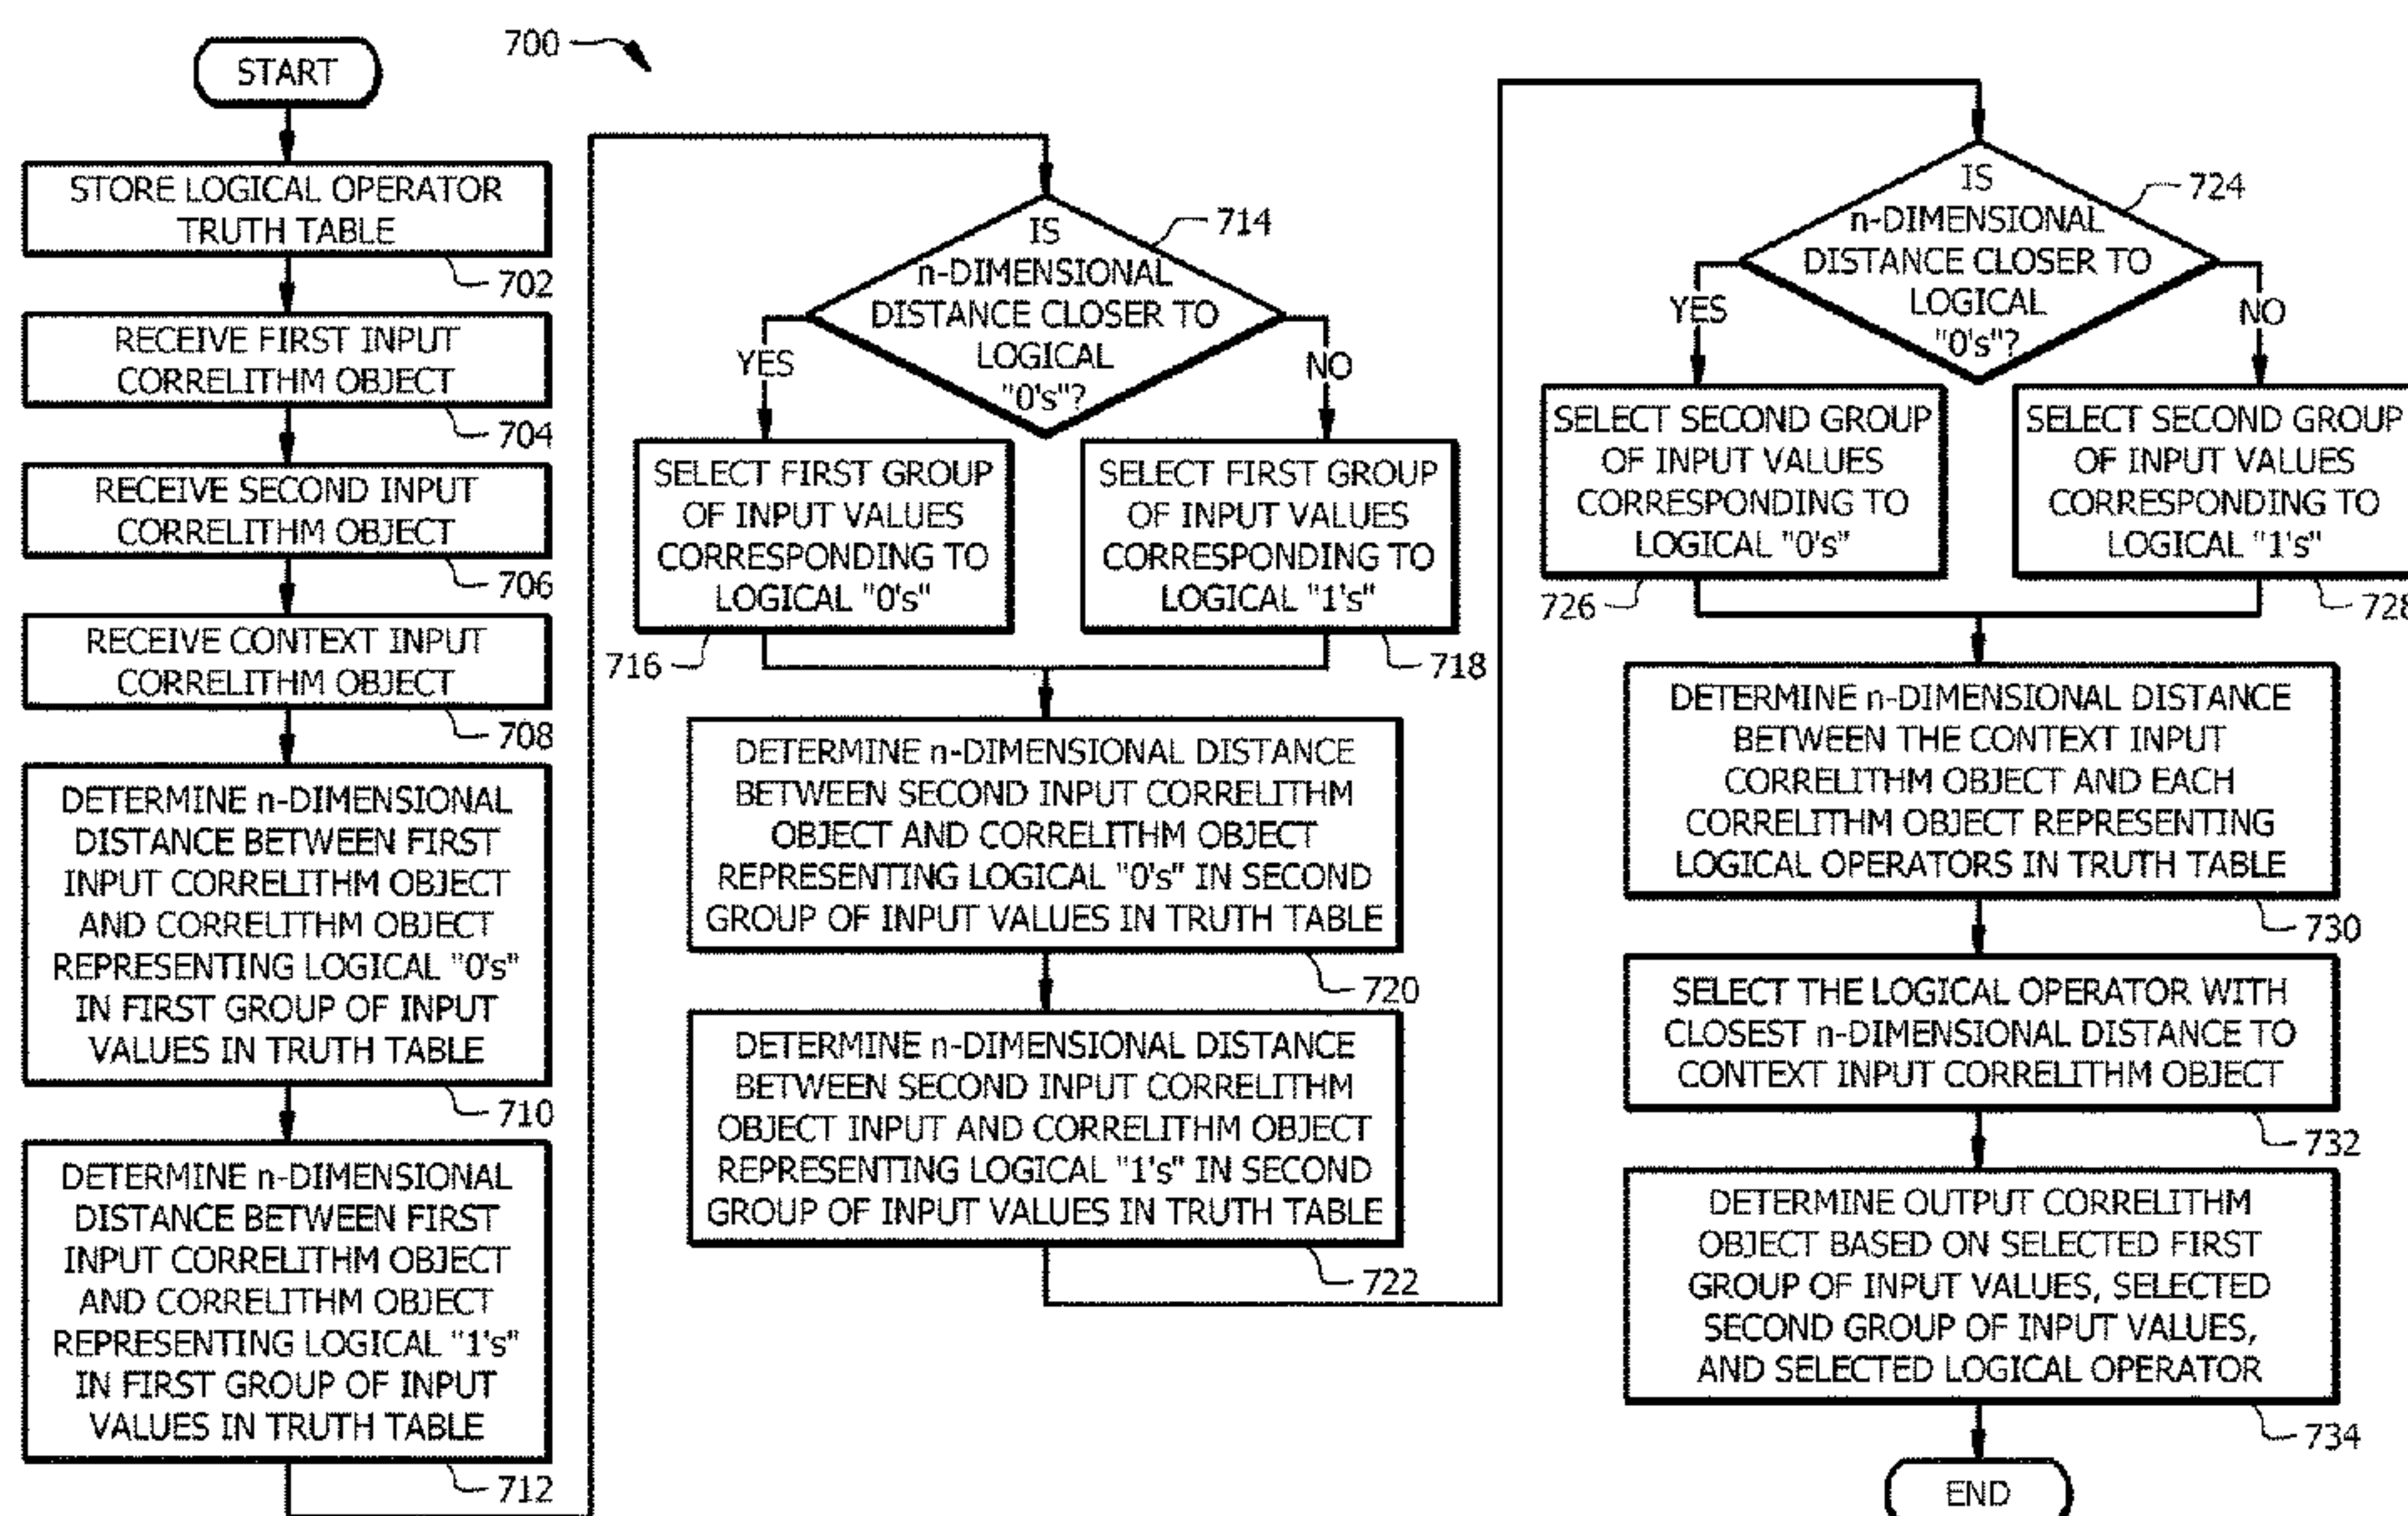 700
START
STORE LOGICAL OPERATOR
TRUTH TABLE
702
RECEIVE FIRST INPUT
CORRELITHM OBJECT
704
RECEIVE SECOND INPUT
CORRELITHM OBJECT
706
RECEIVE CONTEXT INPUT
CORRELITHM OBJECT
708
DETERMINE n-DIMENSIONAL
DISTANCE BETWEEN FIRST
INPUT CORRELITHM OBJECT
AND CORRELITHM OBJECT
REPRESENTING LOGICAL "0's"
IN FIRST GROUP OF INPUT
VALUES IN TRUTH TABLE
710
DETERMINE n-DIMENSIONAL
DISTANCE BETWEEN FIRST
INPUT CORRELITHM OBJECT
AND CORRELITHM OBJECT
REPRESENTING LOGICAL "1's"
IN FIRST GROUP OF INPUT
VALUES IN TRUTH TABLE
712
IS
n-DIMENSIONAL
DISTANCE CLOSER TO
LOGICAL
"0's"?
714
YES
NO
SELECT FIRST GROUP
OF INPUT VALUES
CORRESPONDING TO
LOGICAL "0's"
716
SELECT FIRST GROUP
OF INPUT VALUES
CORRESPONDING TO
LOGICAL "1's"
718
DETERMINE n-DIMENSIONAL DISTANCE
BETWEEN SECOND INPUT CORRELITHM
OBJECT AND CORRELITHM OBJECT
REPRESENTING LOGICAL "0's" IN SECOND
GROUP OF INPUT VALUES IN TRUTH TABLE
720
DETERMINE n-DIMENSIONAL DISTANCE
BETWEEN SECOND INPUT CORRELITHM
OBJECT INPUT AND CORRELITHM OBJECT
REPRESENTING LOGICAL "1's" IN SECOND
GROUP OF INPUT VALUES IN TRUTH TABLE
722
IS
n-DIMENSIONAL
DISTANCE CLOSER TO
LOGICAL
"0's"?
724
YES
NO
SELECT SECOND GROUP
OF INPUT VALUES
CORRESPONDING TO
LOGICAL "0's"
726
SELECT SECOND GROUP
OF INPUT VALUES
CORRESPONDING TO
LOGICAL "1's"
728
DETERMINE n-DIMENSIONAL DISTANCE
BETWEEN THE CONTEXT INPUT
CORRELITHM OBJECT AND EACH
CORRELITHM OBJECT REPRESENTING
LOGICAL OPERATORS IN TRUTH TABLE
730
SELECT THE LOGICAL OPERATOR WITH
CLOSEST n-DIMENSIONAL DISTANCE TO
CONTEXT INPUT CORRELITHM OBJECT
732
DETERMINE OUTPUT CORRELITHM
OBJECT BASED ON SELECTED FIRST
GROUP OF INPUT VALUES, SELECTED
SECOND GROUP OF INPUT VALUES,
AND SELECTED LOGICAL OPERATOR
734
END